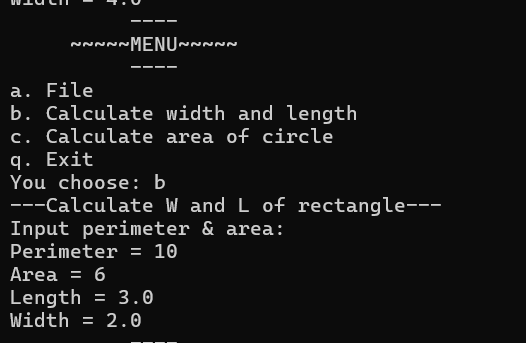 Width = 4.0
----
~~~~~MENU~~~~~
----
a. File
b. Calculate width and length
c. Calculate area of circle
q. Exit
You choose: b
---Calculate W and L of rectangle---
Input perimeter & area:
Perimeter = 10
Area = 6
Length = 3.0
Width = 2.0
----